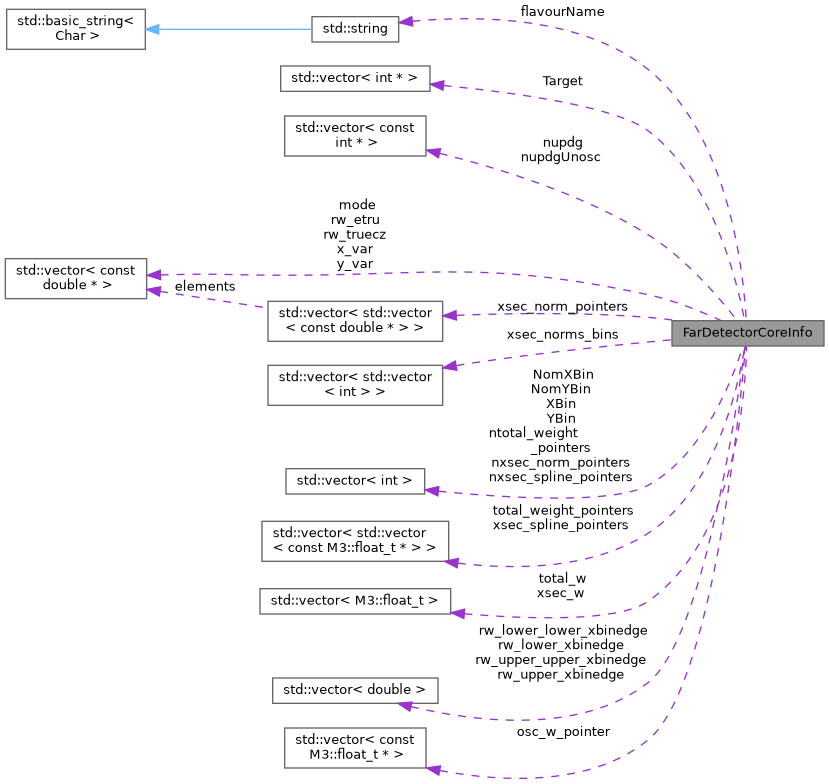 flavourName
std::basic_string<
Char >
std::string
std::vector< int * >
Target
std::vector< const
int * >
nupdg
nupdgUnosc
mode
rw_etru
rw_truecz
x_var
y_var
std::vector< const
double * >
elements
std::vector< std::vector
< const double * > >
xsec_norm_pointers
FarDetectorCoreInfo
xsec_norms_bins
std::vector< std::vector
< int > >
NomXBin
NomYBin
XBin
YBin
ntotal_weight
_pointers
nxsec_norm_pointers
nxsec_spline_pointers
std::vector< int >
total_weight_pointers
xsec_spline_pointers
std::vector< std::vector
< const M3::float_t * > >
total_w
xsec_w
std::vector< M3::float_t >
rw_lower_lower_xbinedge
rw_lower_xbinedge
rw_upper_upper_xbinedge
rw_upper_xbinedge
std::vector< double >
osc_w_pointer
std::vector< const
M3::float_t * >